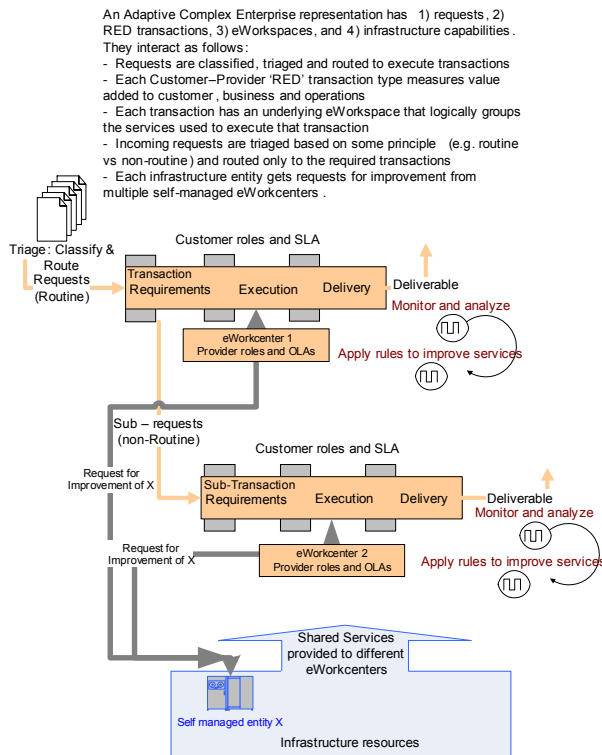 An Adaptive Complex Enterprise representation has 1) requests, 2)
RED transactions, 3) eWorkspaces, and 4) infrastructure capabilities.
They interact as follows:
- Requests are classified, triaged and routed to execute transactions
- Each Customer–Provider 'RED' transaction type measures value
added to customer, business and operations
- Each transaction has an underlying eWorkspace that logically groups
the services used to execute that transaction
- Incoming requests are triaged based on some principle (e.g. routine
vs non-routine) and routed only to the required transactions
- Each infrastructure entity gets requests for improvement from
multiple self-managed eWorkcenters .
Triage: Classify &
Route
Requests
(Routine)
Customer roles and SLA
Transaction
Requirements Execution Delivery
Deliverable
Monitor and analyze
Apply rules to improve services
eWorkcenter 1
Provider roles and OLAs
Sub – requests
(non-Routine)
Request for
Improvement of X
Customer roles and SLA
Sub-Transaction
Requirements Execution Delivery
Deliverable
Monitor and analyze
Apply rules to improve services
eWorkcenter 2
Provider roles and OLAs
Request for
Improvement of X
Shared Services
provided to different
eWorkcenters
Self managed entity X
Infrastructure resources